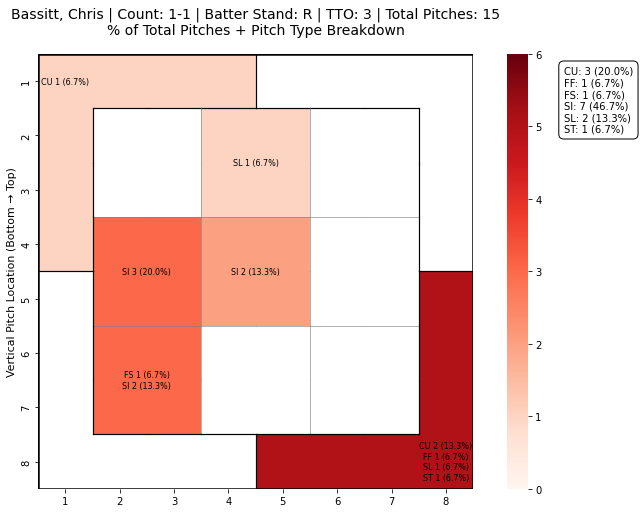 Bassitt, Chris | Count: 1-1 | Batter Stand: R | TTO: 3 | Total Pitches: 15
% of Total Pitches + Pitch Type Breakdown
CU: 3 (20.0%)
FF: 1 (6.7%)
FS: 1 (6.7%)
SI: 7 (46.7%)
SL: 2 (13.3%)
ST: 1 (6.7%)
Vertical Pitch Location (Bottom → Top)
1
2
3
4
5
6
7
8
CU 1 (6.7%)
SL 1 (6.7%)
SI 3 (20.0%)
SI 2 (13.3%)
FS 1 (6.7%)
SI 2 (13.3%)
CU 2 (13.3%)
FF 1 (6.7%)
SL 1 (6.7%)
ST 1 (6.7%)
1
2
3
4
5
6
7
8
6
5
4
3
2
1
0